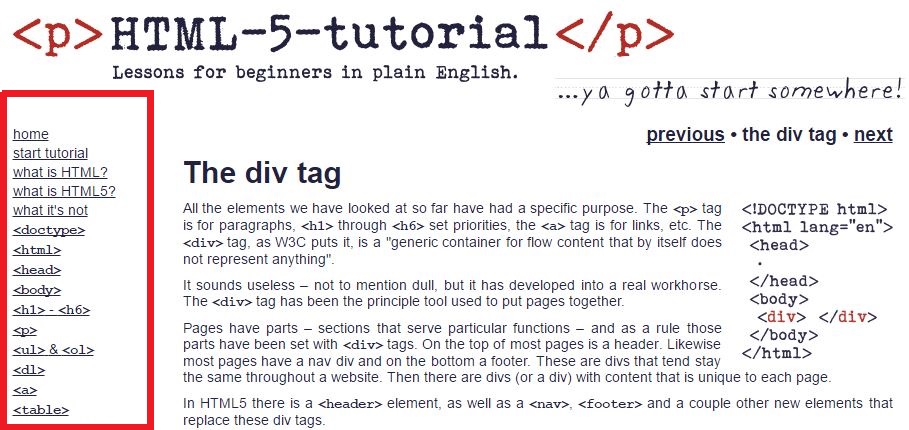 <p>HTML-5-tutorial</p>
Lessons for beginners in plain English.
...ya gotta start somewhere!
previous • the div tag • next
home
start tutorial
what is HTML?
what is HTML5?
what it's not
<doctype>
<html>
<head>
<body>
<h1> - <h6>
<p>
<ul> & <ol>
<dl>
<a>
<table>
The div tag
All the elements we have looked at so far have had a specific purpose. The <p> tag
is for paragraphs, <h1> through <h6> set priorities, the <a> tag is for links, etc. The
<div> tag, as W3C puts it, is a "generic container for flow content that by itself does
not represent anything".
It sounds useless – not to mention dull, but it has developed into a real workhorse.
The <div> tag has been the principle tool used to put pages together.
Pages have parts – sections that serve particular functions – and as a rule those
parts have been set with <div> tags. On the top of most pages is a header. Likewise
most pages have a nav div and on the bottom a footer. These are divs that tend stay
the same throughout a website. Then there are divs (or a div) with content that is unique to each page.
In HTML5 there is a <header> element, as well as a <nav>, <footer> and a couple other new elements that
replace these div tags.
<!DOCTYPE html>
<html lang="en">
<head>
.
</head>
<body>
<div> </div>
</body>
</html>